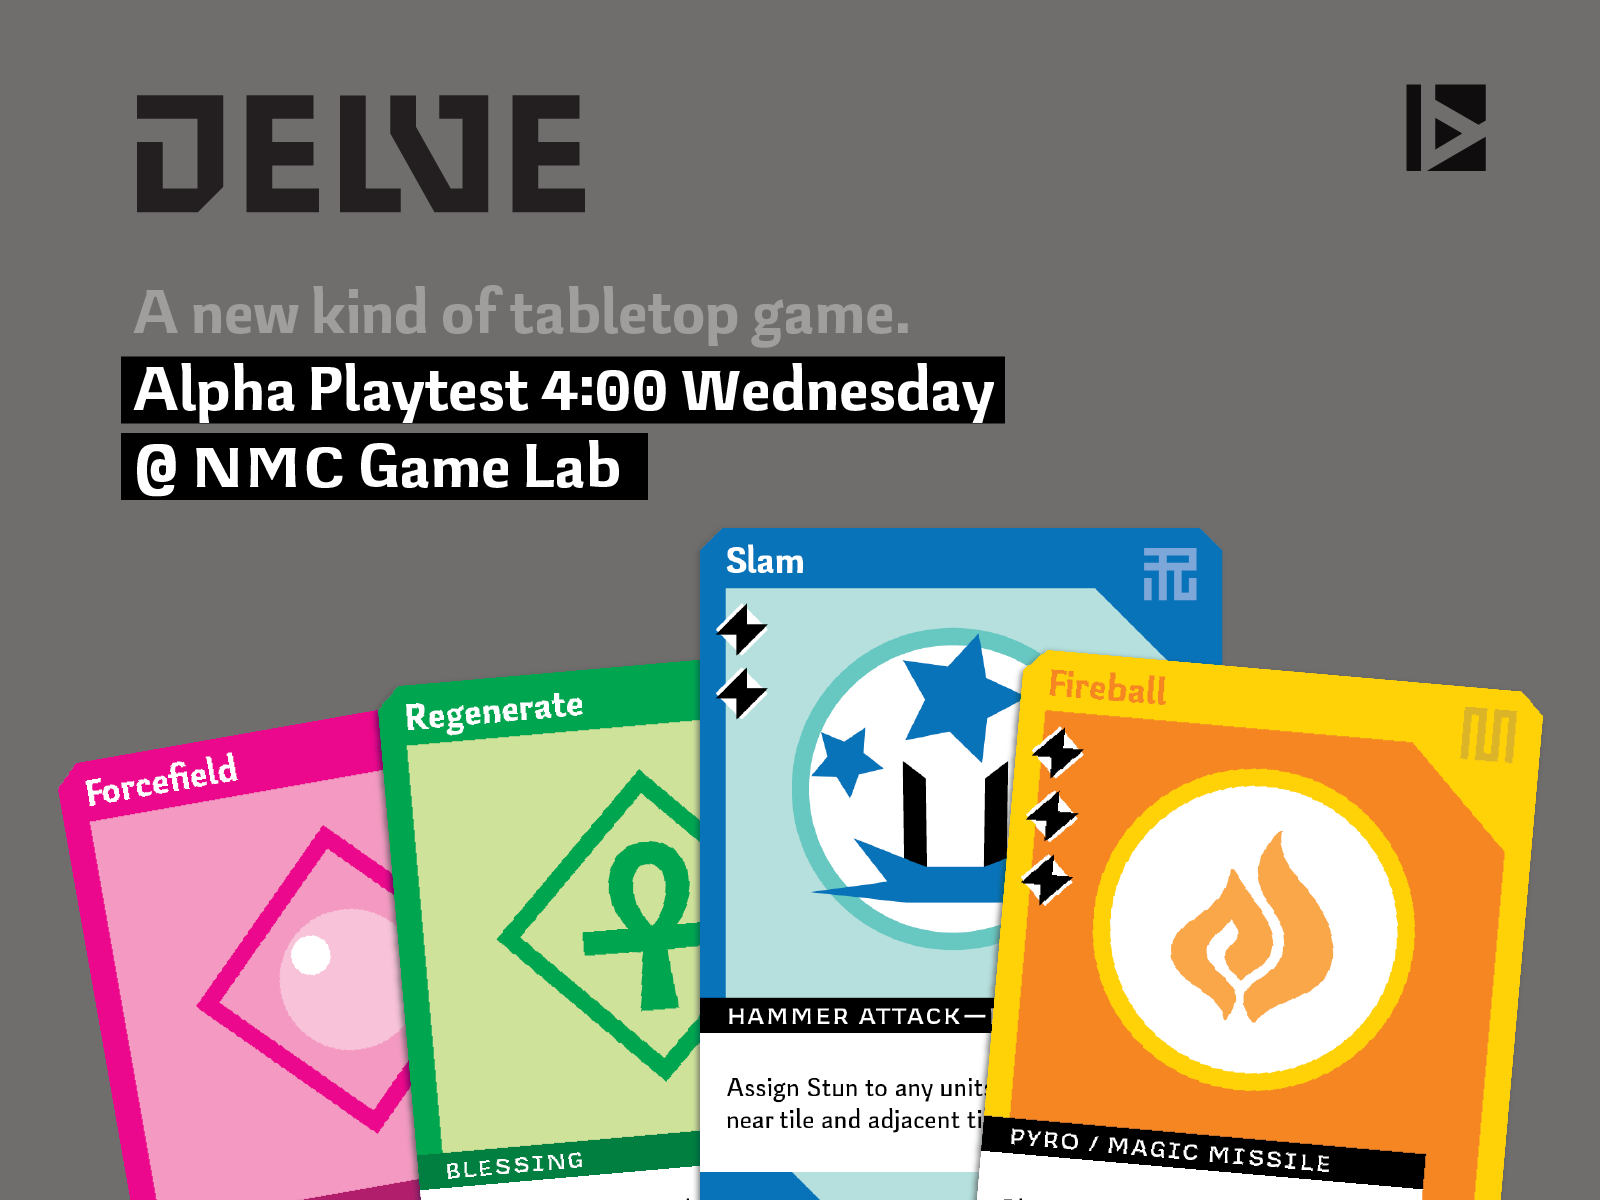 DELVE
A new kind of tabletop game.
Alpha Playtest 4:00 Wednesday
@ NMC Game Lab
Forcefield
Regenerate
BLESSING
Slam
HAMMER ATTACK—
Assign Stun to any units
near tile and adjacent
Fireball
PYRO / MAGIC MISSILE